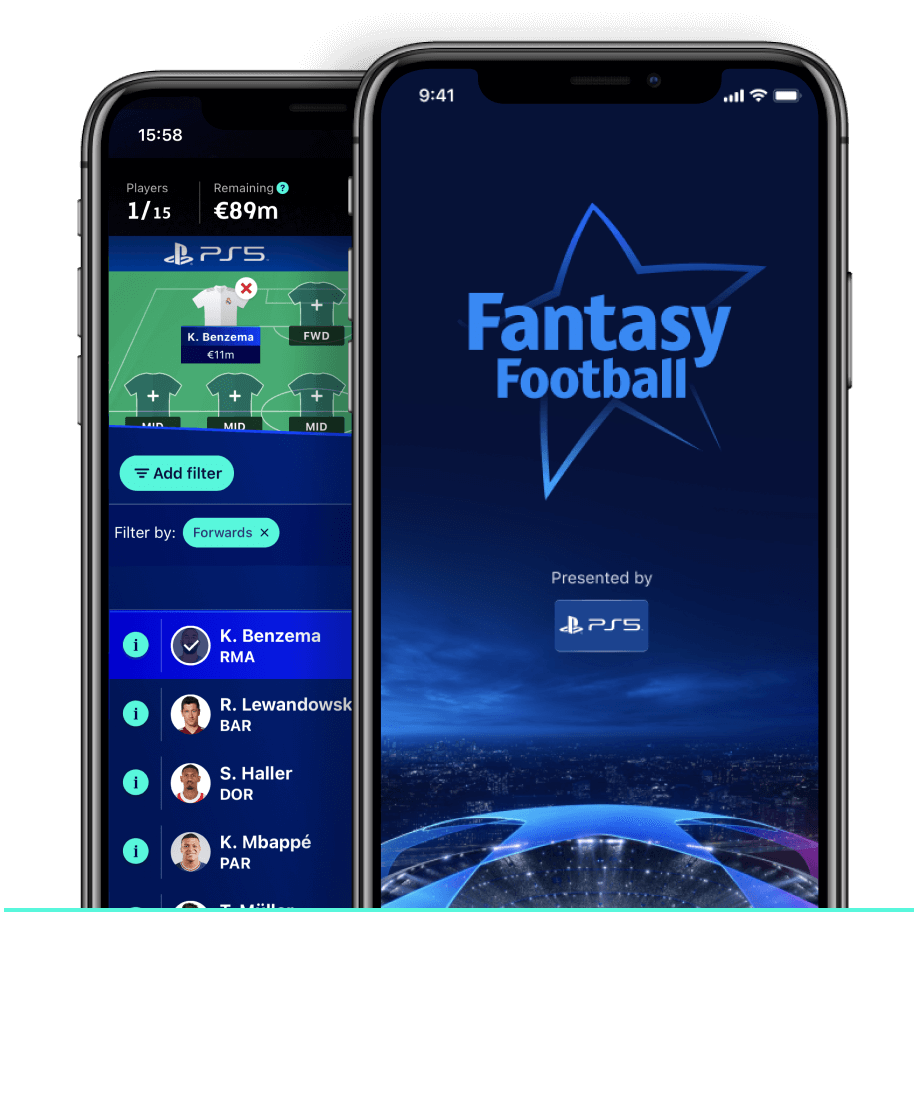 15:58
Players
1/15
Remaining ?
€89m
PS5
K. Benzema
€11m
FWD
MID
MID
MID
Add filter
Filter by:
Forwards ×
K. Benzema
RMA
R. Lewandowsk
BAR
S. Haller
DOR
K. Mbappé
PAR
9:41
Fantasy
Football
Presented by
PS5